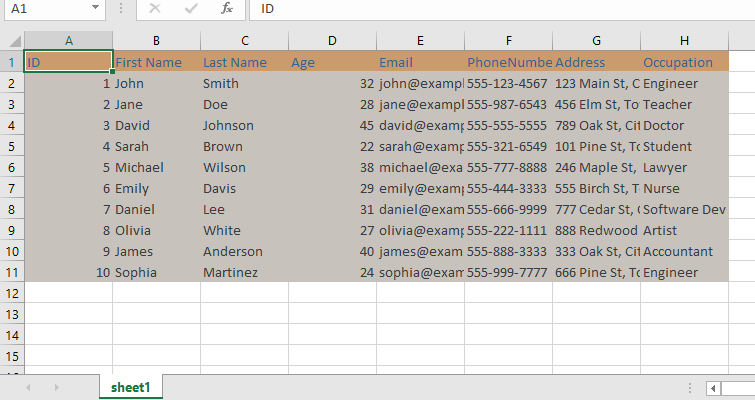 A1 fx ID
A B C D E F G H
1 ID First Name Last Name Age Email PhoneNumbe Address Occupation
2 1 John Smith 32 john@exampl 555-123-4567 123 Main St, C Engineer
3 2 Jane Doe 28 jane@exampl 555-987-6543 456 Elm St, To Teacher
4 3 David Johnson 45 david@examp 555-555-5555 789 Oak St, Cit Doctor
5 4 Sarah Brown 22 sarah@examp 555-321-6549 101 Pine St, To Student
6 5 Michael Wilson 38 michael@exa 555-777-8888 246 Maple St, Lawyer
7 6 Emily Davis 29 emily@examp 555-444-3333 555 Birch St, T Nurse
8 7 Daniel Lee 31 daniel@exam 555-666-9999 777 Cedar St, Software Dev
9 8 Olivia White 27 olivia@examp 555-222-1111 888 Redwood Artist
10 9 James Anderson 40 james@exam 555-888-3333 333 Oak St, Cit Accountant
11 10 Sophia Martinez 24 sophia@exam 555-999-7777 666 Pine St, To Engineer
12
13
14
15
sheet1